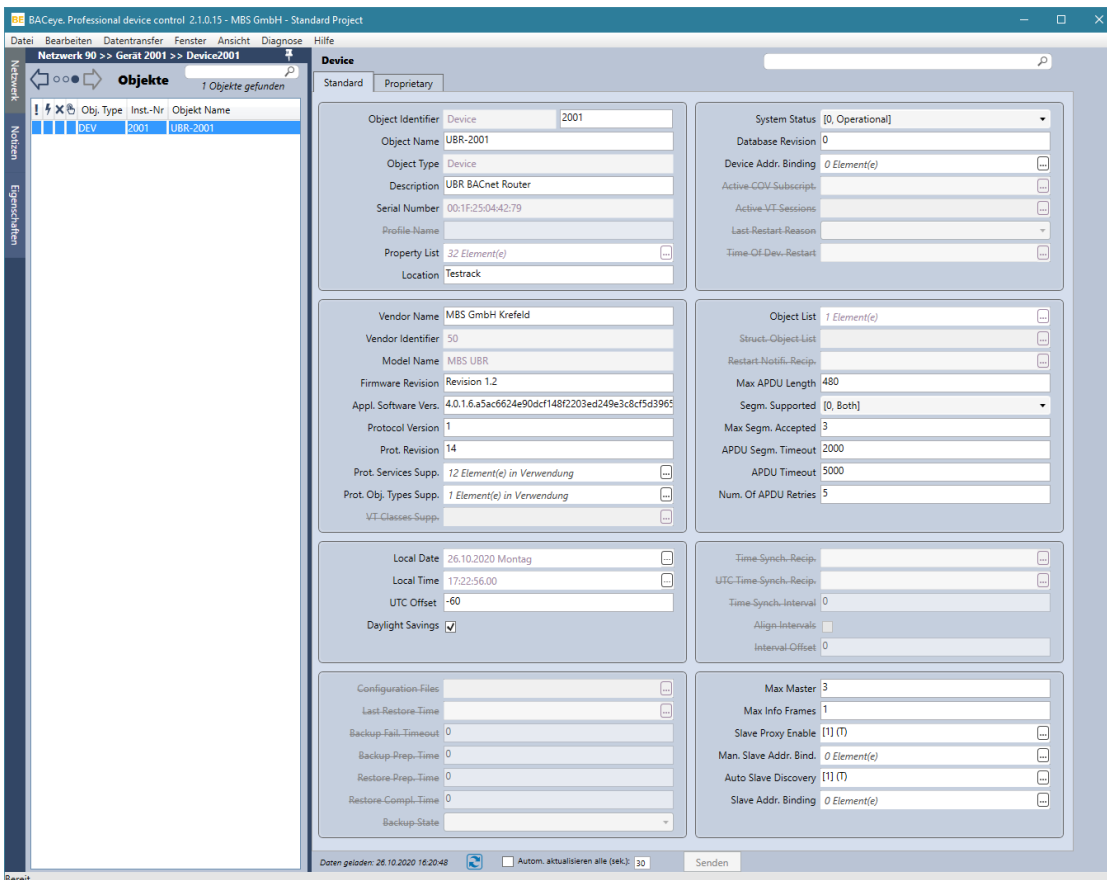 BE BACeye. Professional device control 2.1.0.15 - MBS GmbH - Standard Project
Datei Bearbeiten Datentransfer Fenster Ansicht Diagnose Hilfe
Netzwerk
Notizen
Eigenschaften
Netzwerk 90 >> Gerät 2001 >> Device2001
Objekte
1 Objekte gefunden
Obj. Type Inst.-Nr Objekt Name
DEV 2001 UBR-2001
Device
Standard Proprietary
Object Identifier Device 2001
Object Name UBR-2001
Object Type Device
Description UBR BACnet Router
Serial Number 00:1F:25:04:42:79
Profile Name
Property List 32 Element(e) ...
Location Testrack
System Status [0, Operational]
Database Revision 0
Device Addr. Binding 0 Element(e) ...
Active COV Subscript. ...
Active VT Sessions ...
Last Restart Reason
Time Of Dev. Restart ...
Vendor Name MBS GmbH Krefeld
Vendor Identifier 50
Model Name MBS UBR
Firmware Revision Revision 1.2
Appl. Software Vers. 4.0.1.6.a5ac6624e90dcf148f2203ed249e3c8cf5d3965
Protocol Version 1
Prot. Revision 14
Prot. Services Supp. 12 Element(e) in Verwendung ...
Prot. Obj. Types Supp. 1 Element(e) in Verwendung ...
VT Classes Supp. ...
Object List 1 Element(e) ...
Struct. Object List ...
Restart Notifi. Recip. ...
Max APDU Length 480
Segm. Supported [0, Both]
Max Segm. Accepted 3
APDU Segm. Timeout 2000
APDU Timeout 5000
Num. Of APDU Retries 5
Local Date 26.10.2020 Montag ...
Local Time 17:22:56.00 ...
UTC Offset -60
Daylight Savings
Time Synch. Recip. ...
UTC Time Synch. Recip. ...
Time Synch. Interval 0
Align Intervals
Interval Offset 0
Configuration Files ...
Last Restore Time ...
Backup Fail. Timeout 0
Backup Prep. Time 0
Restore Prep. Time 0
Restore Compl. Time 0
Backup State
Max Master 3
Max Info Frames 1
Slave Proxy Enable [1] (T) ...
Man. Slave Addr. Bind. 0 Element(e) ...
Auto Slave Discovery [1] (T) ...
Slave Addr. Binding 0 Element(e) ...
Daten geladen: 26.10.2020 16:20:48 Autom. aktualisieren alle (sek.): 30 Senden
Bereit